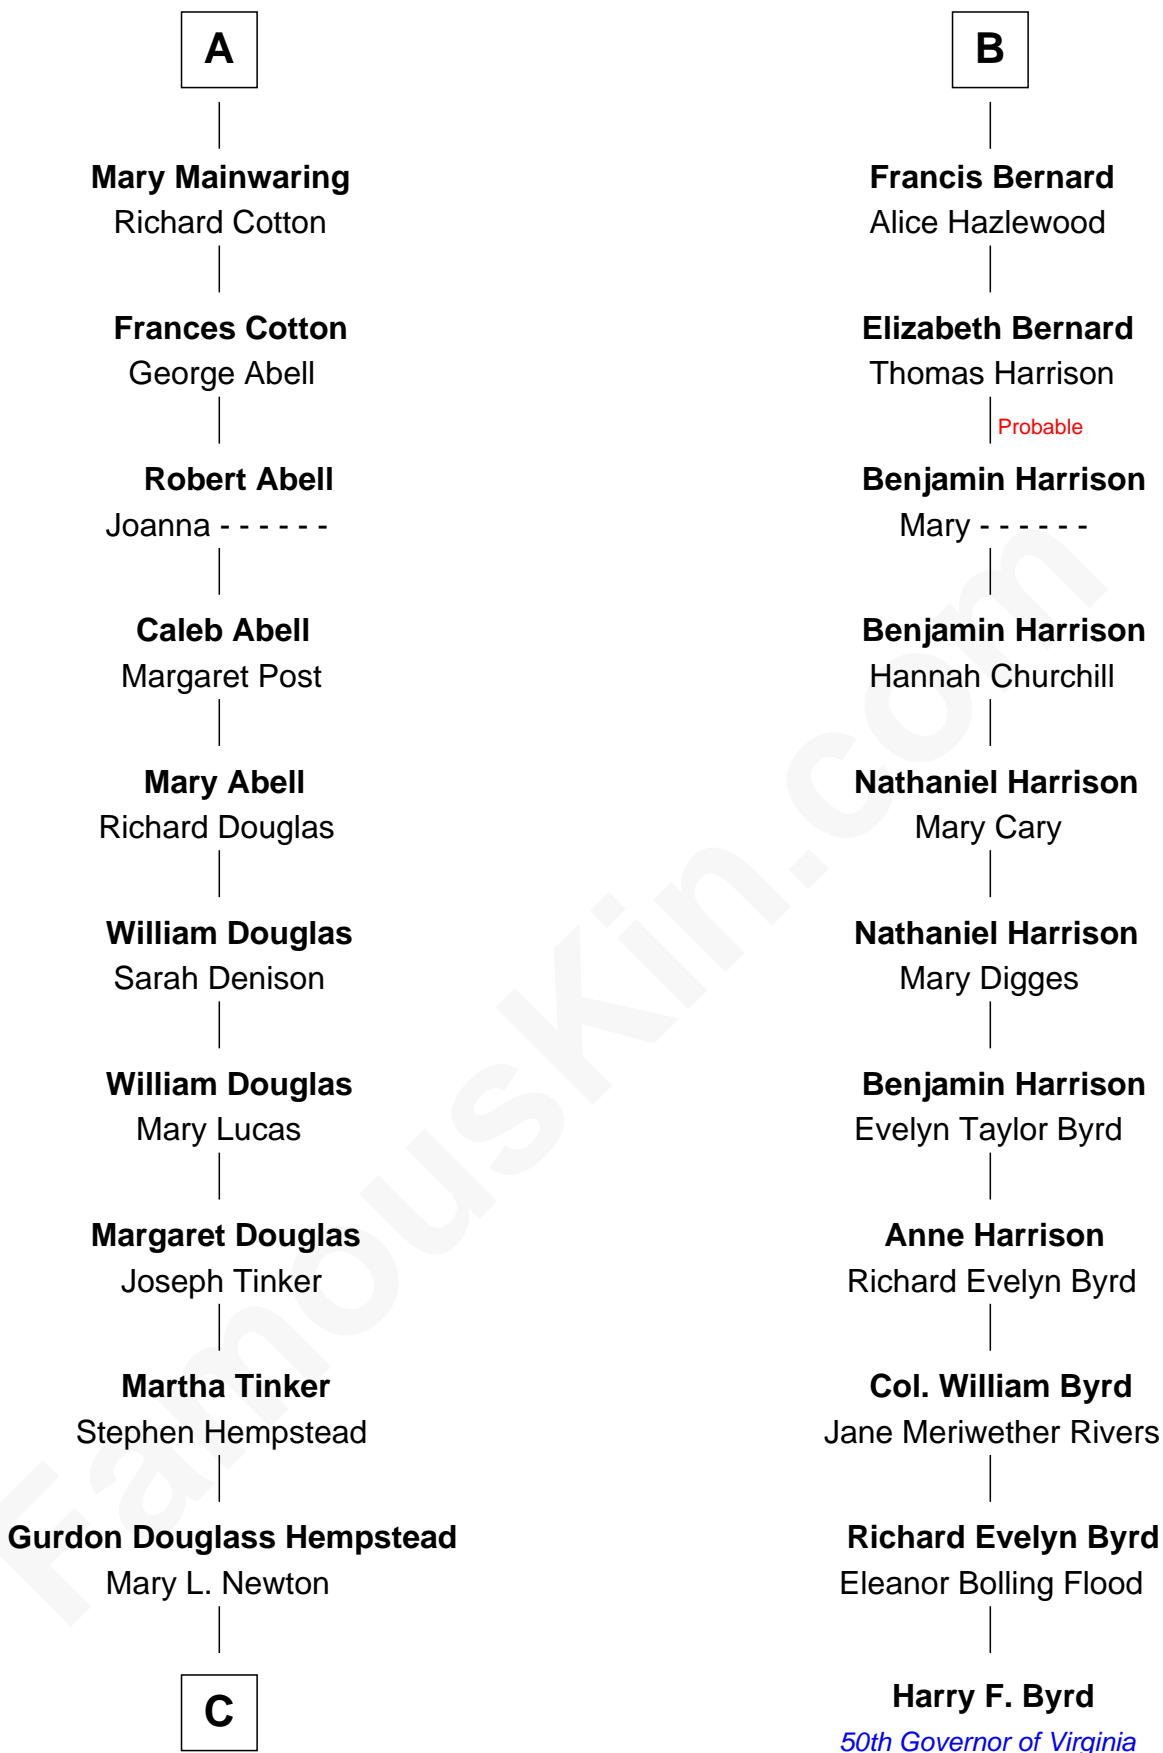 A
Mary Mainwaring
Richard Cotton
Frances Cotton
George Abell
Robert Abell
Joanna - - - - - -
Caleb Abell
Margaret Post
Mary Abell
Richard Douglas
William Douglas
Sarah Denison
William Douglas
Mary Lucas
Margaret Douglas
Joseph Tinker
Martha Tinker
Stephen Hempstead
Gurdon Douglass Hempstead
Mary L. Newton
C
B
Francis Bernard
Alice Hazlewood
Elizabeth Bernard
Thomas Harrison
Probable
Benjamin Harrison
Mary - - - - - -
Benjamin Harrison
Hannah Churchill
Nathaniel Harrison
Mary Cary
Nathaniel Harrison
Mary Digges
Benjamin Harrison
Evelyn Taylor Byrd
Anne Harrison
Richard Evelyn Byrd
Col. William Byrd
Jane Meriwether Rivers
Richard Evelyn Byrd
Eleanor Bolling Flood
Harry F. Byrd
50th Governor of Virginia
FamousKin.com